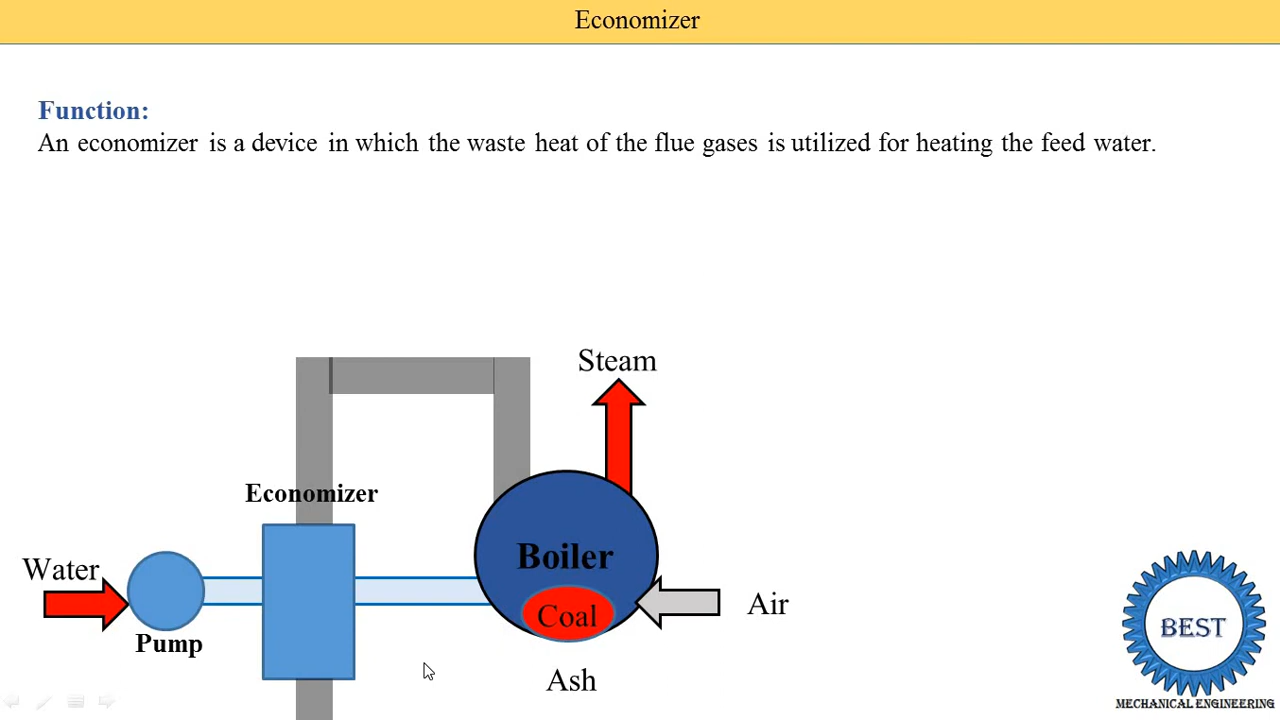 Economizer
Function:
An economizer is a device in which the waste heat of the flue gases is utilized for heating the feed water.
Steam
Economizer
Boiler
Water
Coal
Air
Pump
Ash
BEST
MECHANICAL ENGINEERING